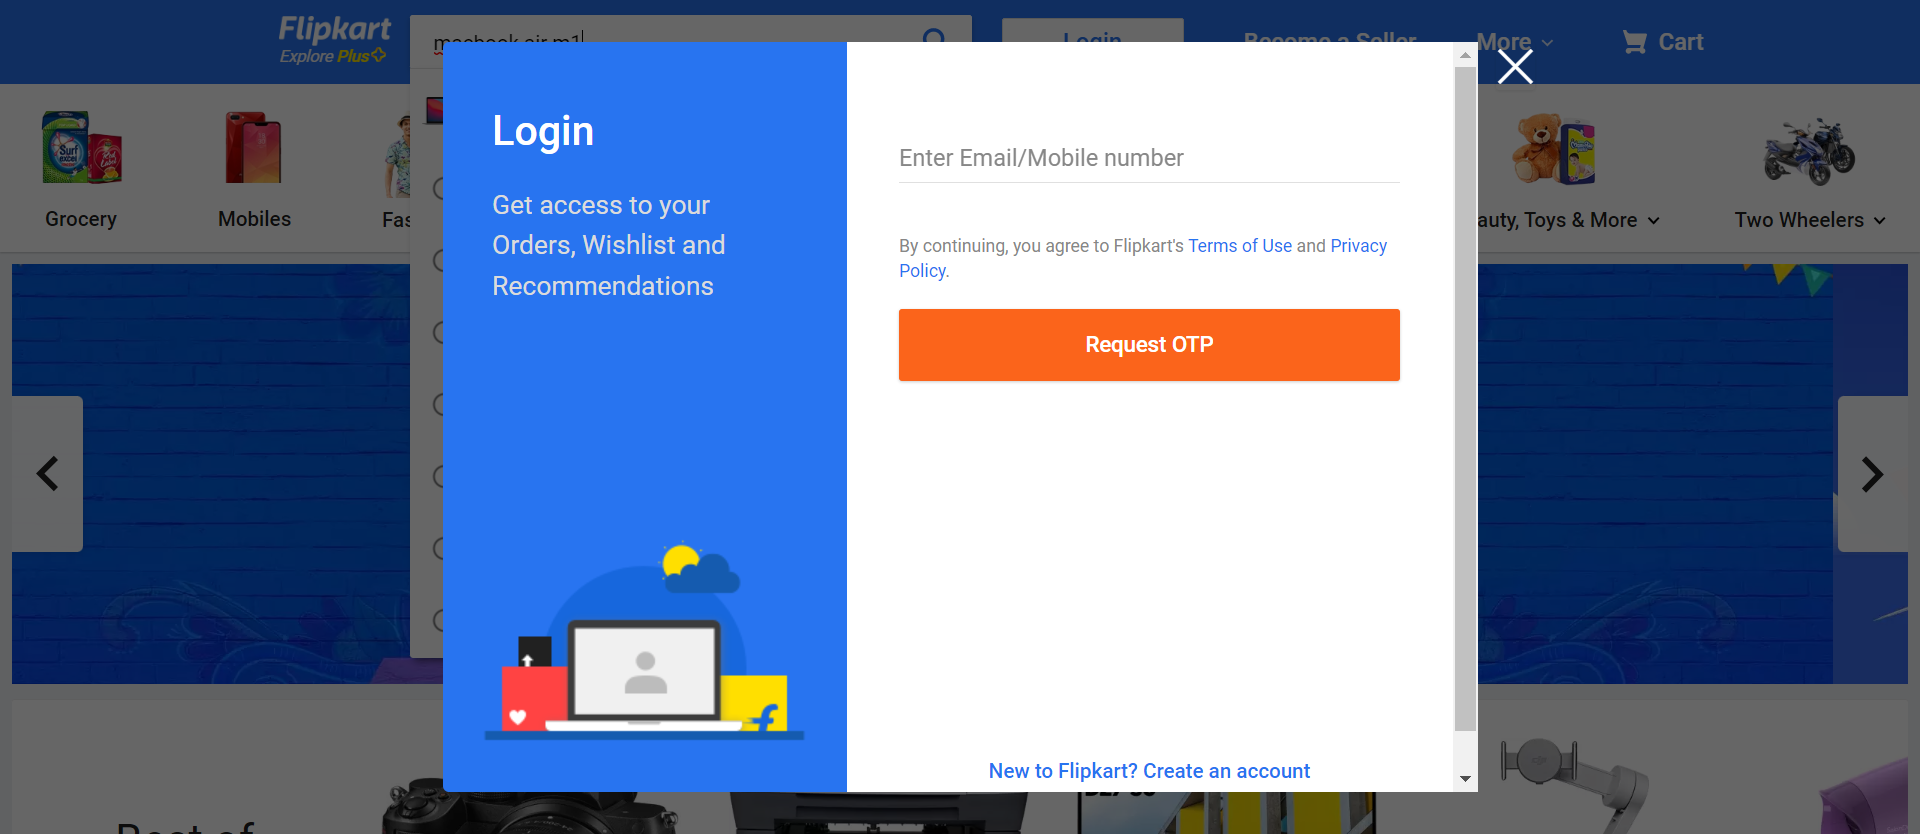 Flipkart
Explore Plus
macbook air m1
Login
Become a Seller
More
Cart
Surf
excel
Grocery
Mobiles
Fas
auty, Toys & More
Two Wheelers
Login
Get access to your
Orders, Wishlist and
Recommendations
Enter Email/Mobile number
By continuing, you agree to Flipkart's Terms of Use and Privacy
Policy.
Request OTP
New to Flipkart? Create an account
Best of